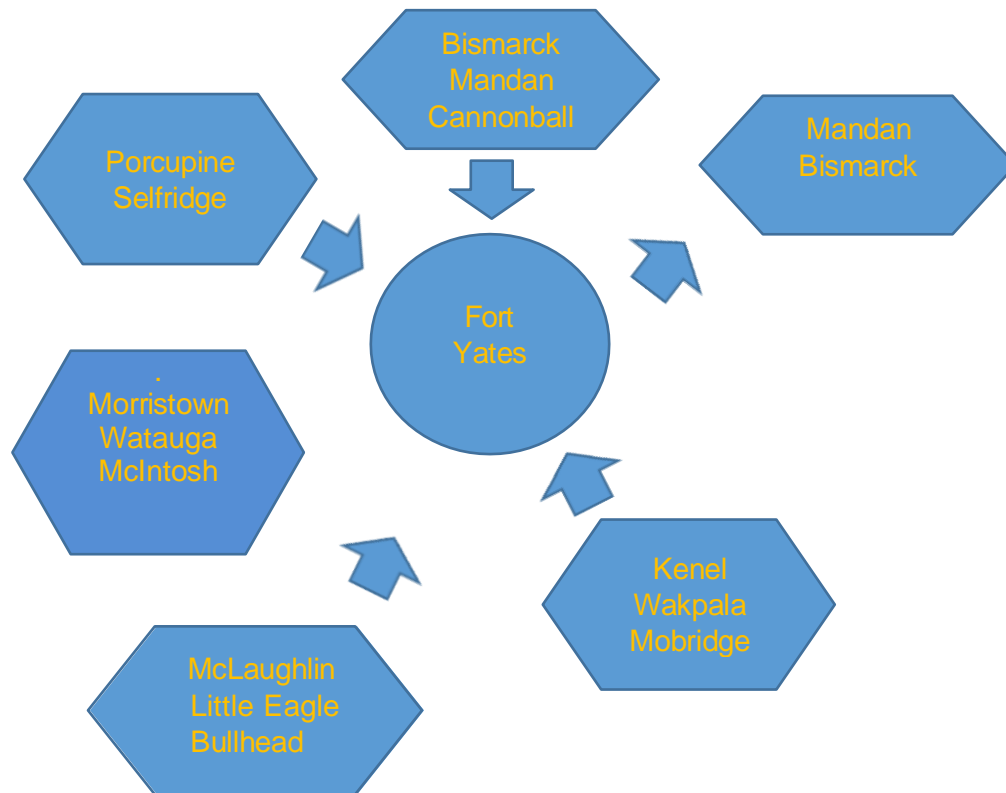 Bismarck
Mandan
Cannonball
Mandan
Bismarck
Porcupine
Selfridge
Fort
Yates
.
Morristown
Watauga
McIntosh
Kenel
Wakpala
Mobridge
McLaughlin
Little Eagle
Bullhead